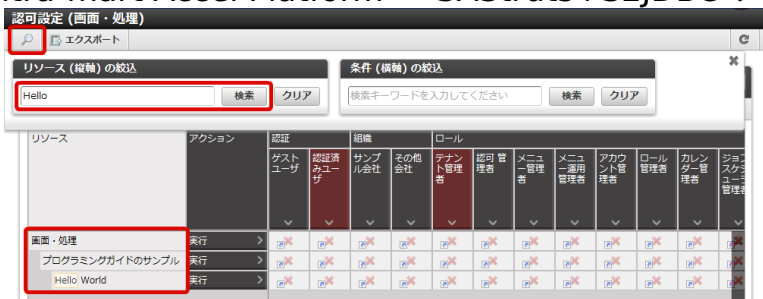 認可設定 (画面・処理)
エクスポート
リソース (縦軸) の絞込
条件 (横軸) の絞込
Hello 検索 クリア
検索キーワードを入力してください 検索 クリア
リソース アクション 認証 組織 ロール
ゲストユーザ
認証済みユーザ
サンプル会社
その他会社
テナント管理者
認可 管理者
メニュー管理者
メニュー運用管理者
アカウント管理者
ロール管理者
カレンダー管理者
画面・処理 実行
プログラミングガイドのサンプル 実行
Hello World 実行